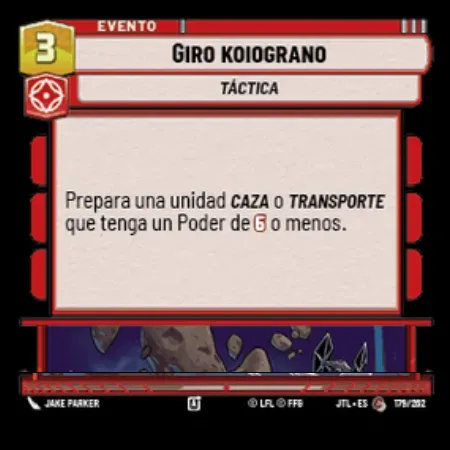 EVENTO
3
GIRO KOIOGRANO
TÁCTICA
Prepara una unidad CAZA o TRANSPORTE
que tenga un Poder de 6 o menos.
JAKE PARKER
© LFL ℗ FFG
JTL • ES
179/262